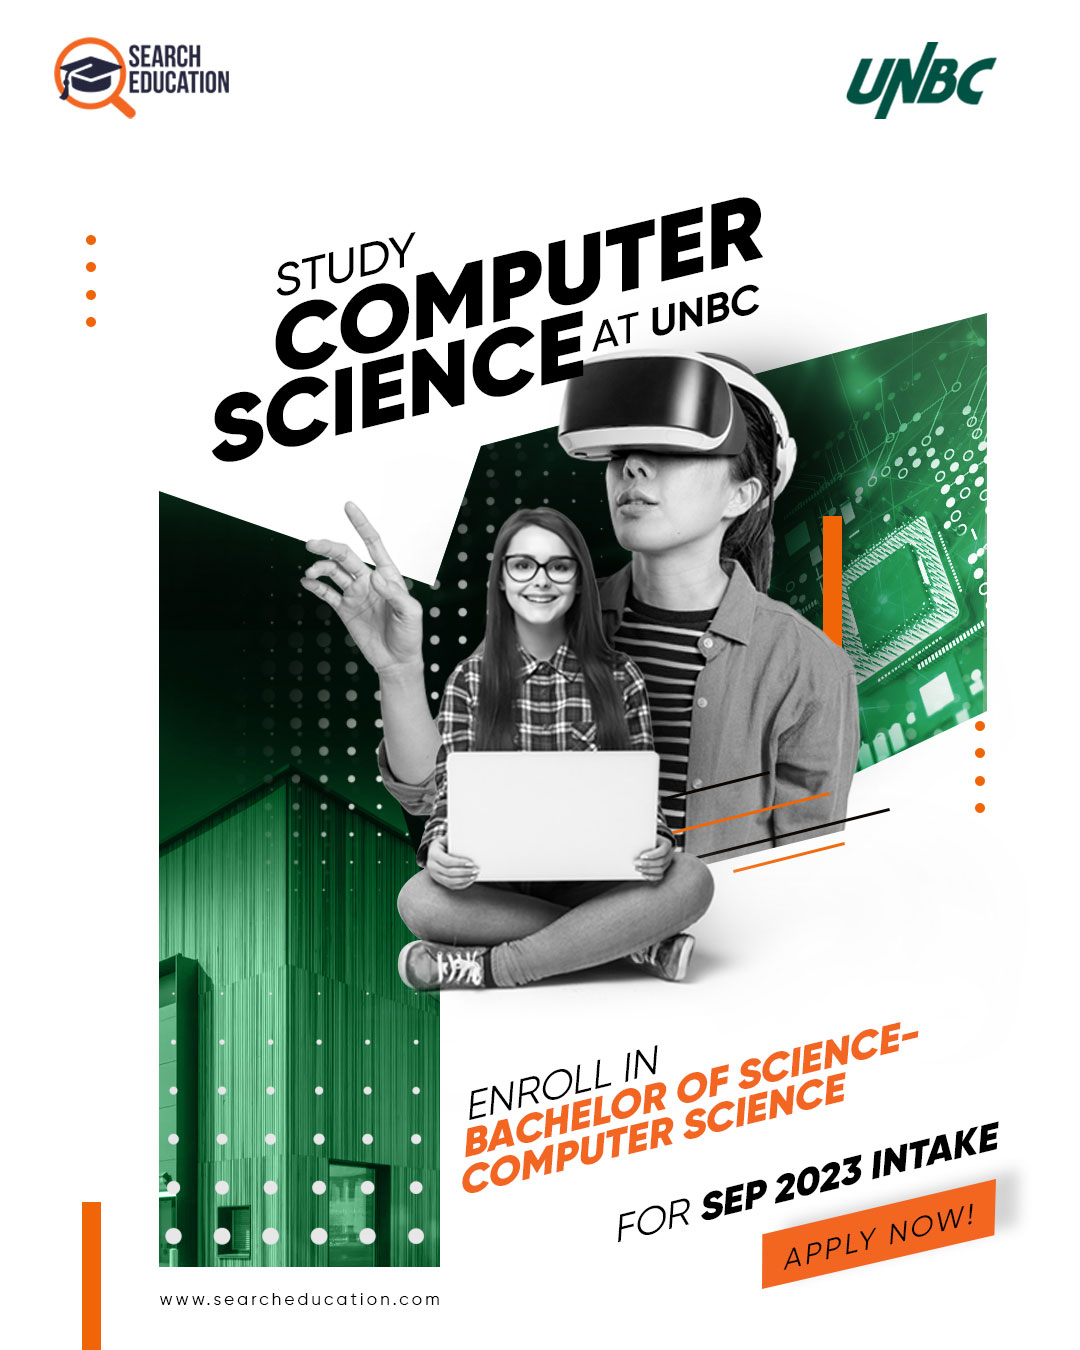 SEARCH
EDUCATION
UNBC
STUDY
COMPUTER
SCIENCE AT UNBC
ENROLL IN
BACHELOR OF SCIENCE-
COMPUTER SCIENCE
FOR SEP 2023 INTAKE
APPLY NOW!
www.searcheducation.com